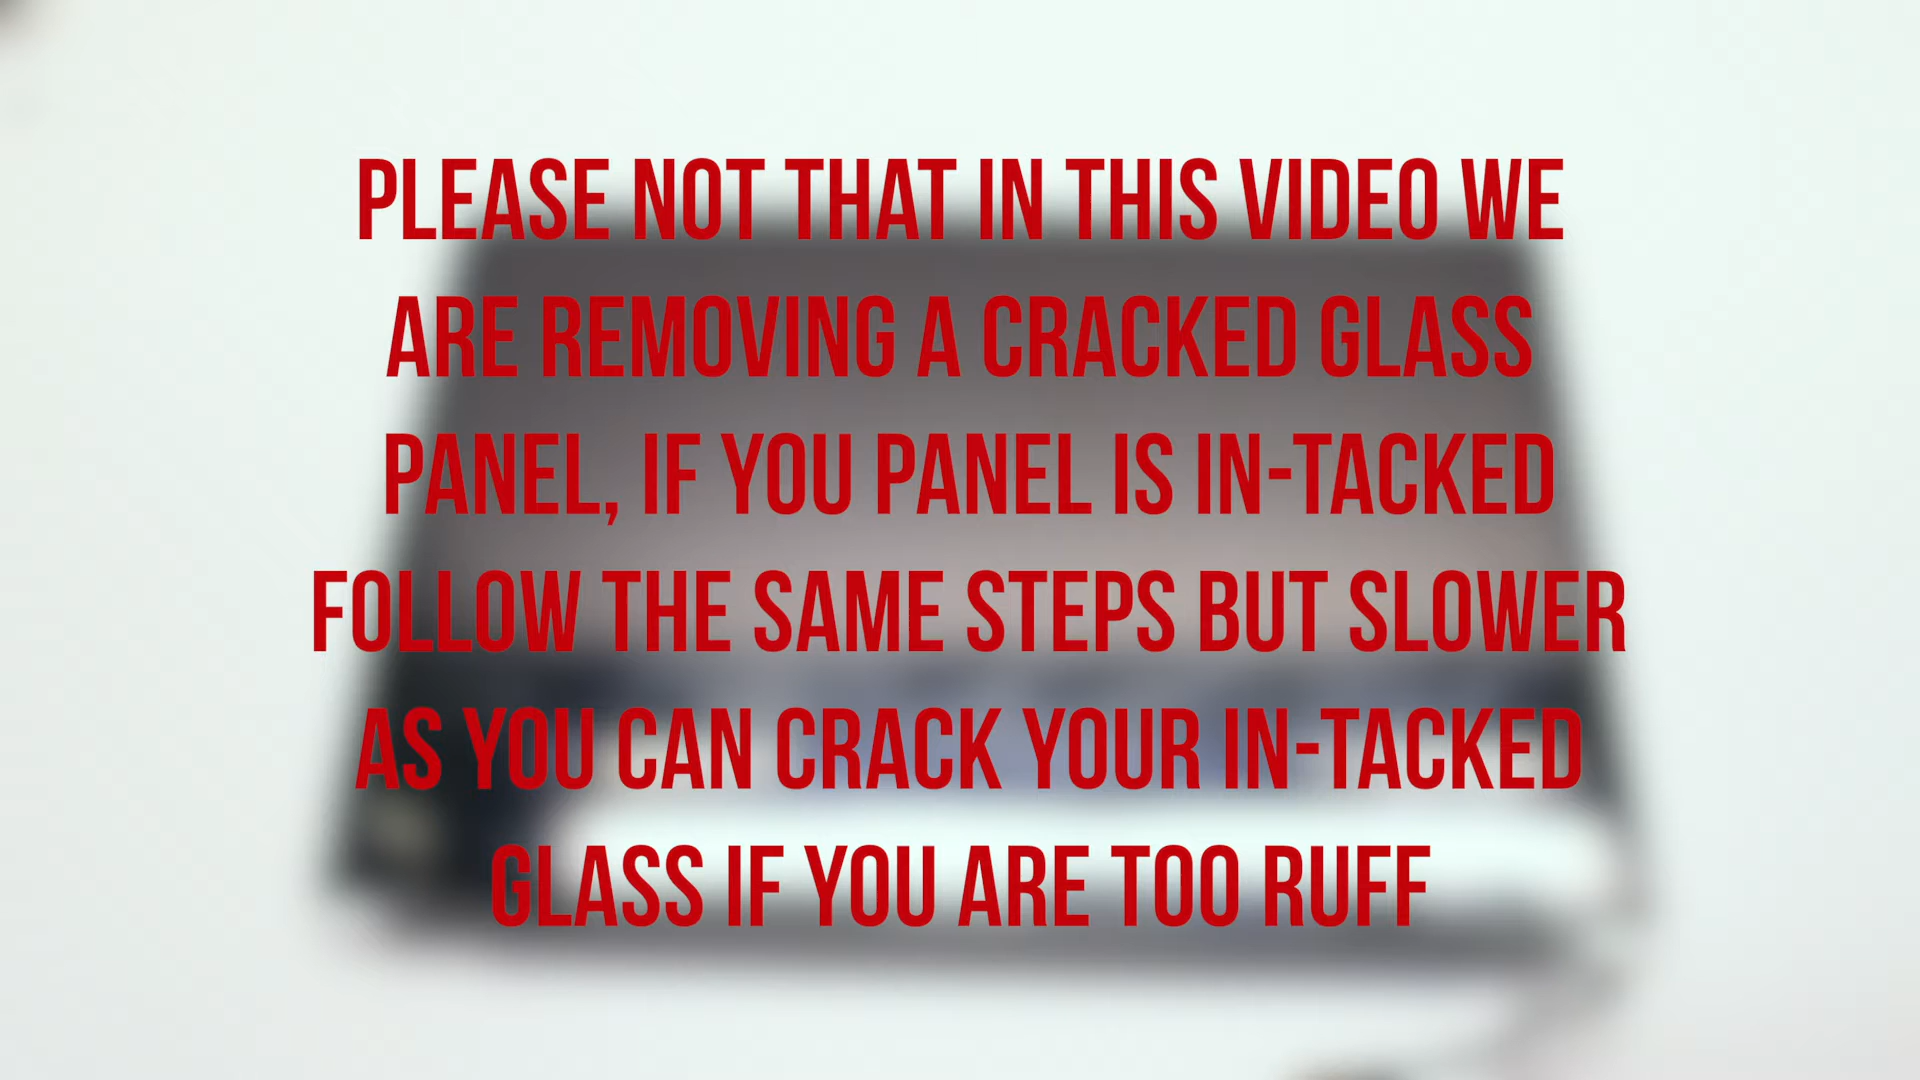 PLEASE NOT THAT IN THIS VIDEO WE
ARE REMOVING A CRACKED GLASS
PANEL, IF YOU PANEL IS IN-TACKED
FOLLOW THE SAME STEPS BUT SLOWER
AS YOU CAN CRACK YOUR IN-TACKED
GLASS IF YOU ARE TOO RUFF